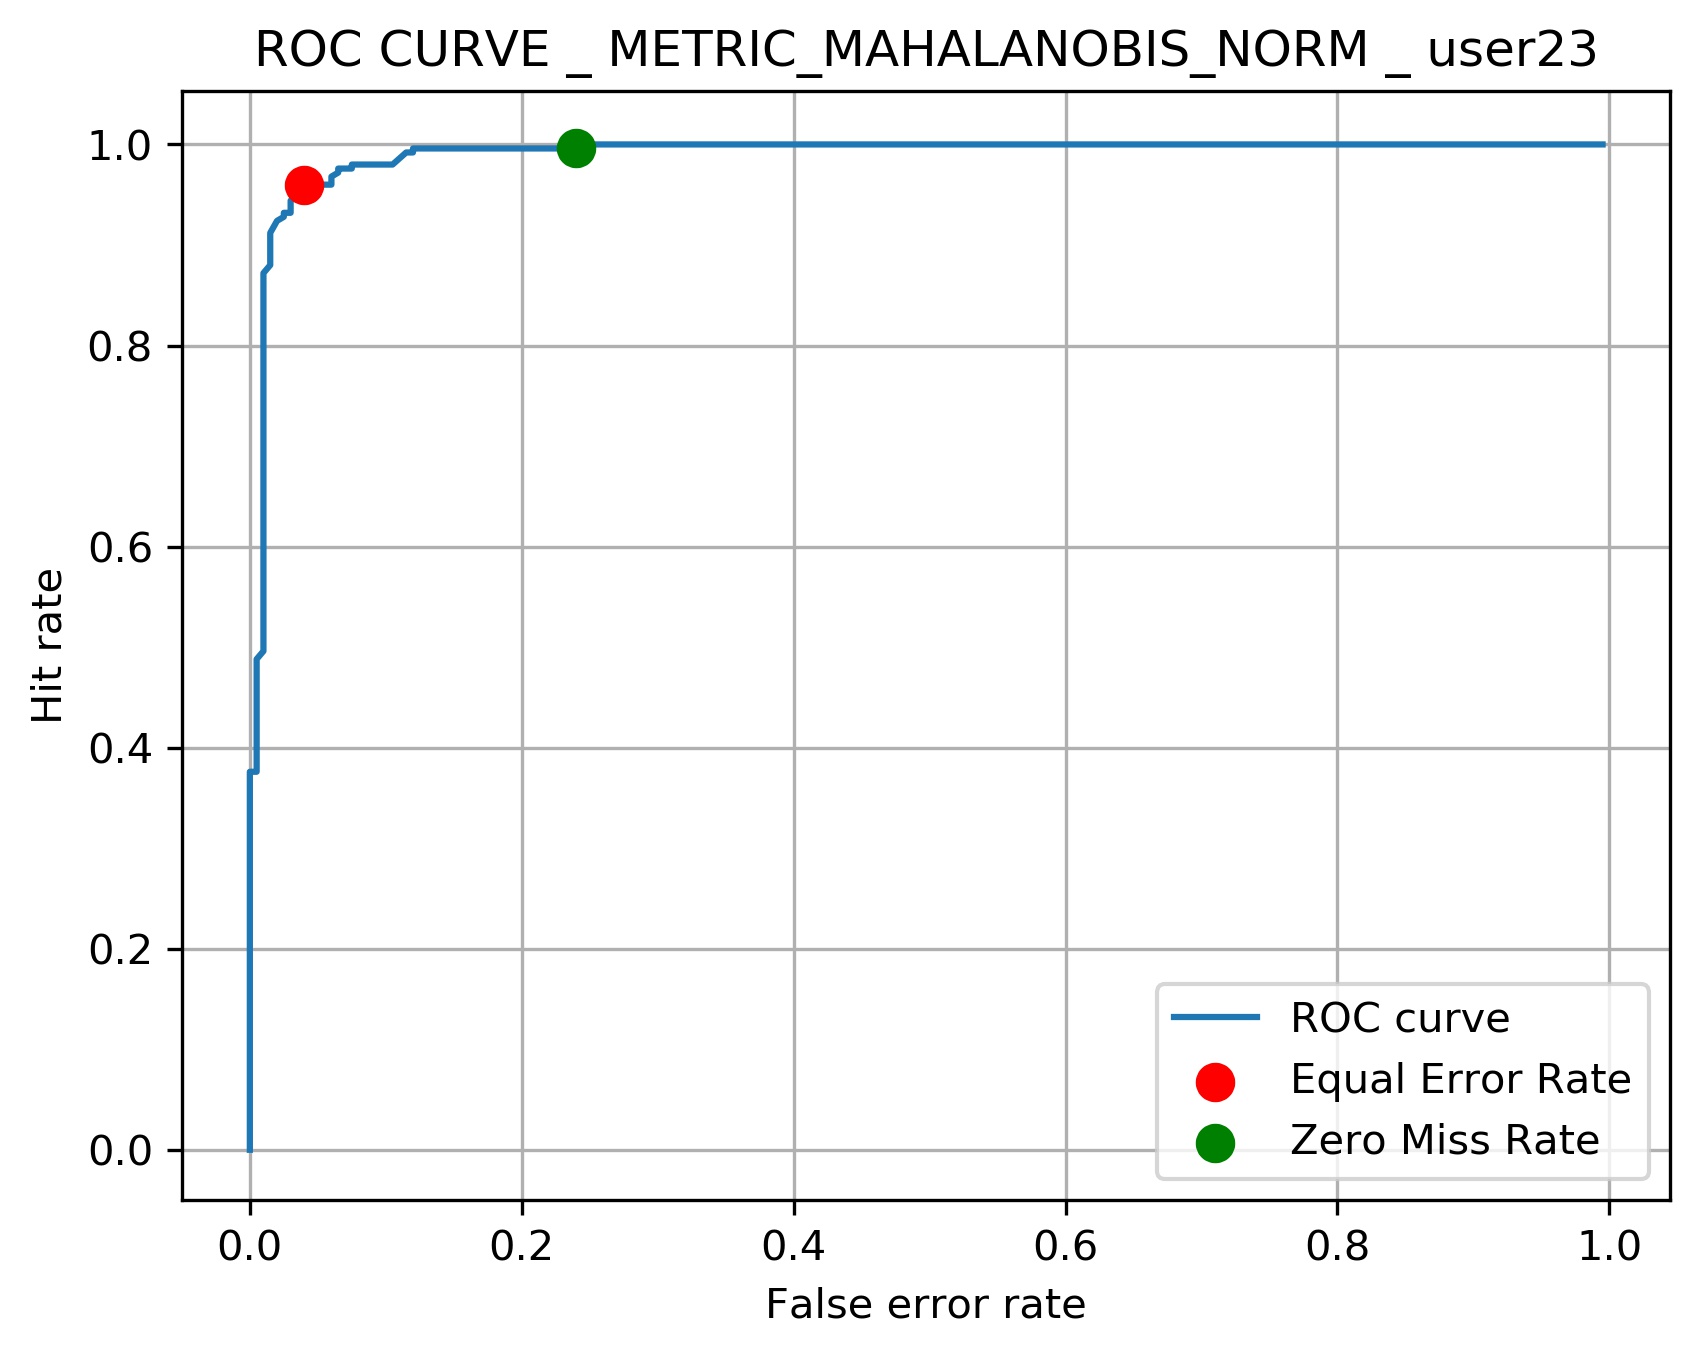 ROC CURVE _ METRIC_MAHALANOBIS_NORM _ user23
1.0
0.8
0.6
0.4
0.2
0.0
Hit rate
0.0 0.2 0.4 0.6 0.8 1.0
False error rate
ROC curve
Equal Error Rate
Zero Miss Rate